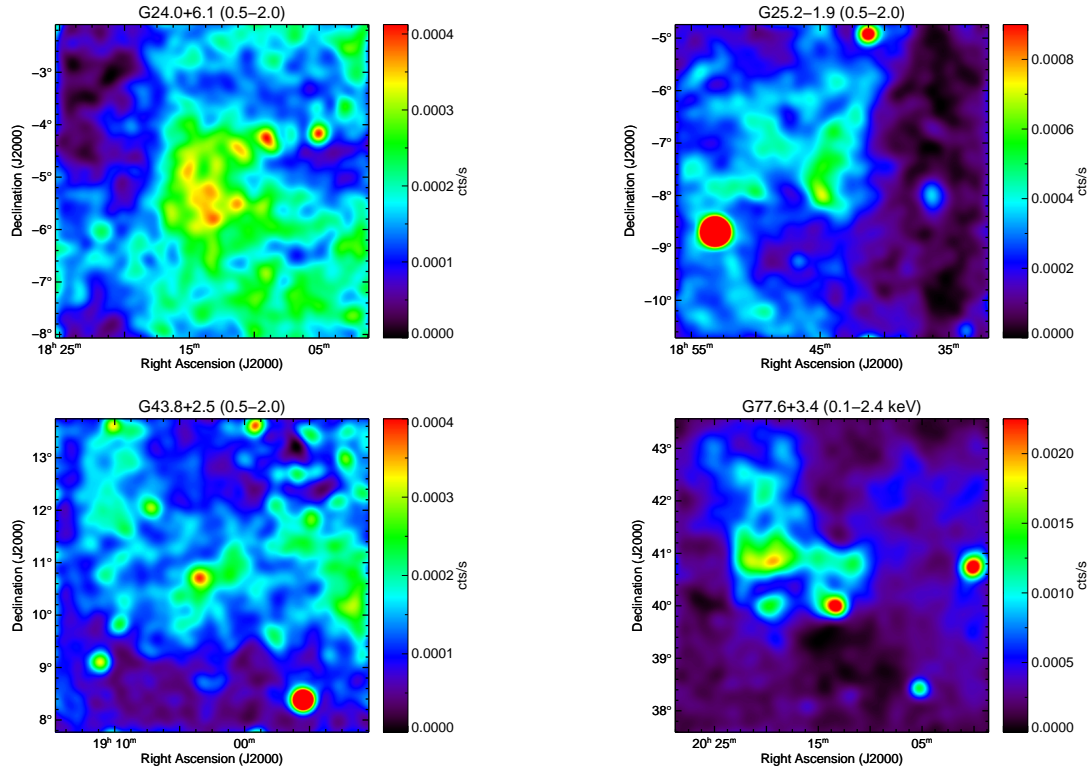 G24.0+6.1 (0.5−2.0)
−3°
−4°
−5°
−6°
−7°
−8°
18ʰ 25ᵐ 15ᵐ 05ᵐ
Right Ascension (J2000)
Declination (J2000)
0.0004
0.0003
0.0002
0.0001
0.0000
cts/s
G25.2−1.9 (0.5−2.0)
−5°
−6°
−7°
−8°
−9°
−10°
18ʰ 55ᵐ 45ᵐ 35ᵐ
Right Ascension (J2000)
Declination (J2000)
0.0008
0.0006
0.0004
0.0002
0.0000
cts/s
G43.8+2.5 (0.5−2.0)
13°
12°
11°
10°
9°
8°
19ʰ 10ᵐ 00ᵐ
Right Ascension (J2000)
Declination (J2000)
0.0004
0.0003
0.0002
0.0001
0.0000
cts/s
G77.6+3.4 (0.1−2.4 keV)
43°
42°
41°
40°
39°
38°
20ʰ 25ᵐ 15ᵐ 05ᵐ
Right Ascension (J2000)
Declination (J2000)
0.0020
0.0015
0.0010
0.0005
0.0000
cts/s